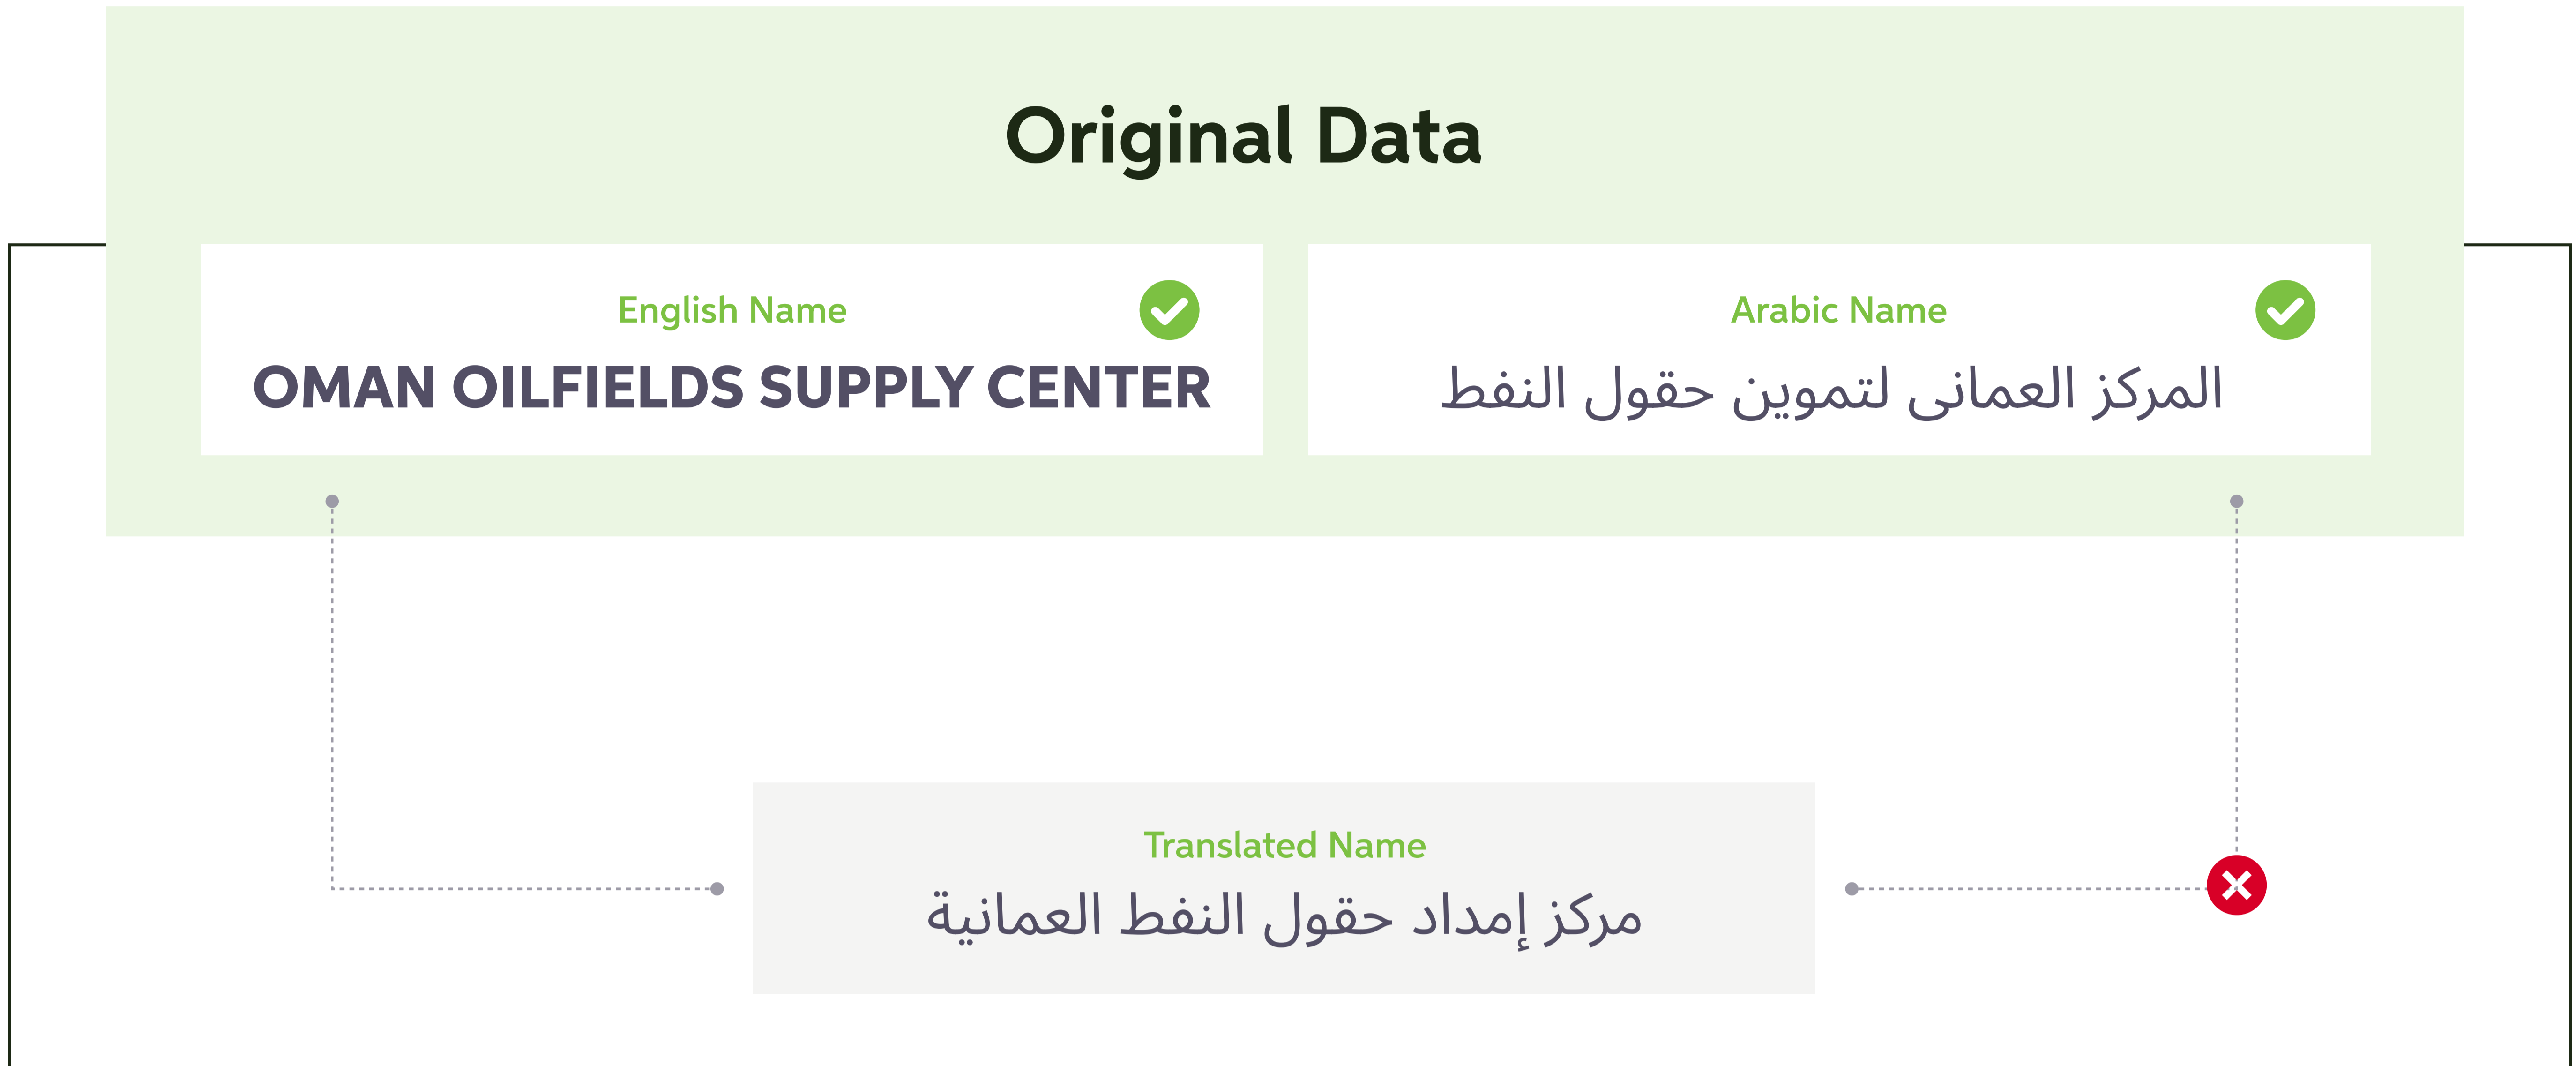 Original Data
English Name
OMAN OILFIELDS SUPPLY CENTER
Arabic Name
المركز العمانى لتموين حقول النفط
Translated Name
مركز إمداد حقول النفط العمانية